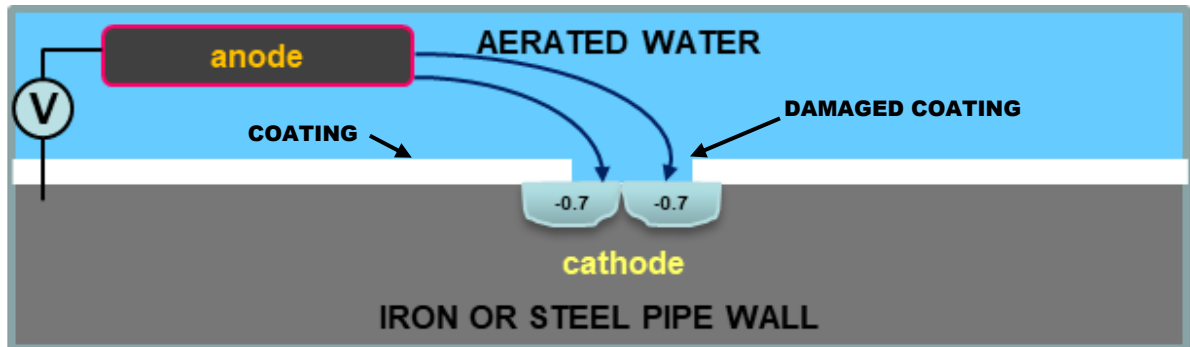 anode
AERATED WATER
V
COATING
DAMAGED COATING
-0.7
-0.7
cathode
IRON OR STEEL PIPE WALL